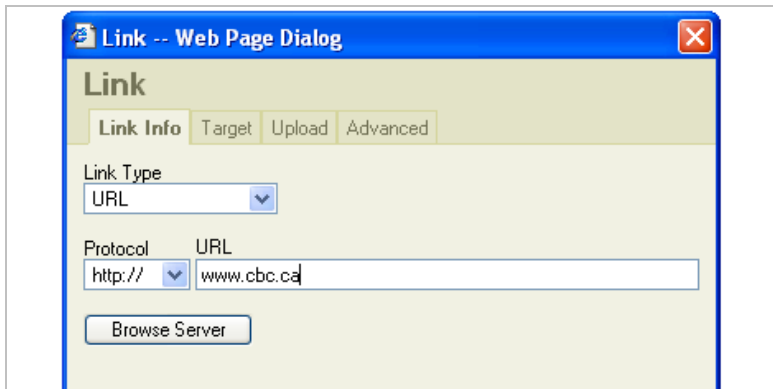 Link -- Web Page Dialog
Link
Link Info Target Upload Advanced
Link Type
URL
Protocol URL
http:// www.cbc.ca
Browse Server